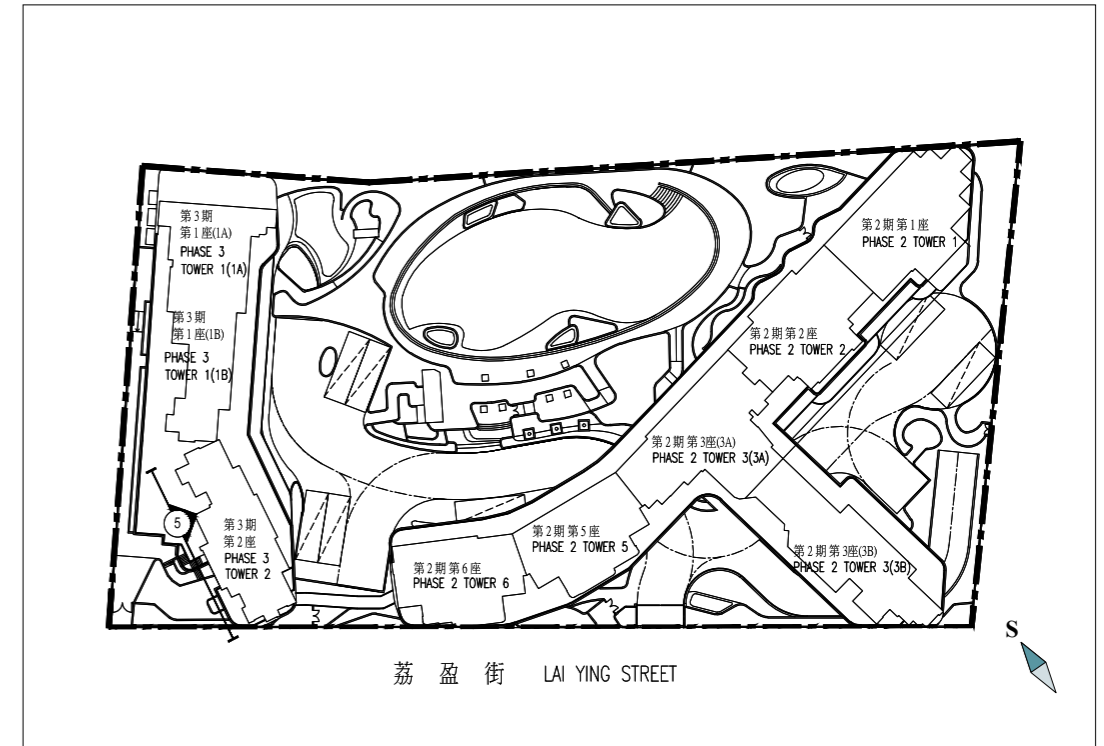 第2期第1座
PHASE 2 TOWER 1
第3期
第1座(1A)
PHASE 3
TOWER 1(1A)
第3期
第1座(1B)
PHASE 3
TOWER 1(1B)
第2期第2座
PHASE 2 TOWER 2
第2期第3座(3A)
PHASE 2 TOWER 3(3A)
5
第3期
第2座
PHASE 3
TOWER 2
第2期第5座
PHASE 2 TOWER 5
第2期第6座
PHASE 2 TOWER 6
第2期第3座(3B)
PHASE 2 TOWER 3(3B)
S
荔盈街 LAI YING STREET